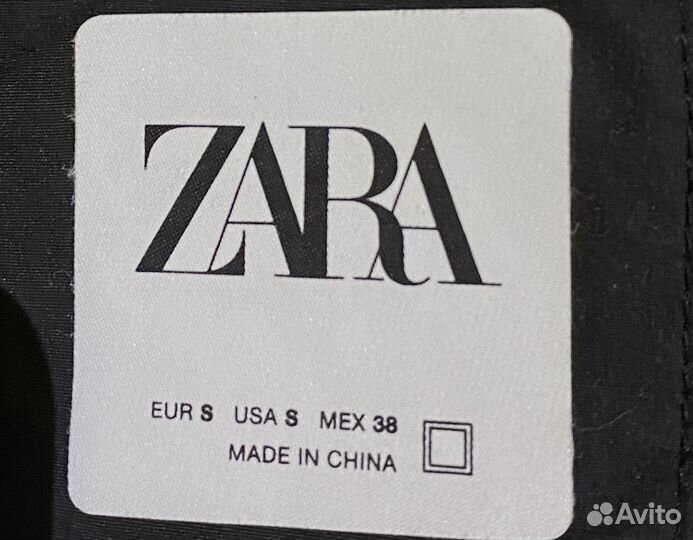 ZARA
EUR S USA S MEX 38
MADE IN CHINA
Avito